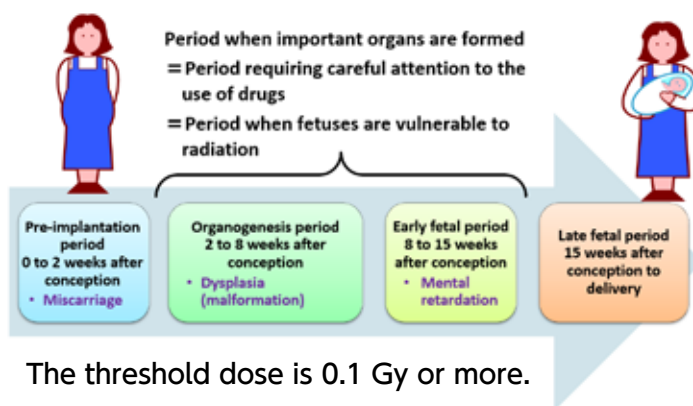 Period when important organs are formed
= Period requiring careful attention to the
use of drugs
= Period when fetuses are vulnerable to
radiation
Pre-implantation
period
0 to 2 weeks after
conception
• Miscarriage
Organogenesis period
2 to 8 weeks after
conception
• Dysplasia
(malformation)
Early fetal period
8 to 15 weeks
after conception
• Mental
retardation
Late fetal period
15 weeks after
conception to
delivery
The threshold dose is 0.1 Gy or more.